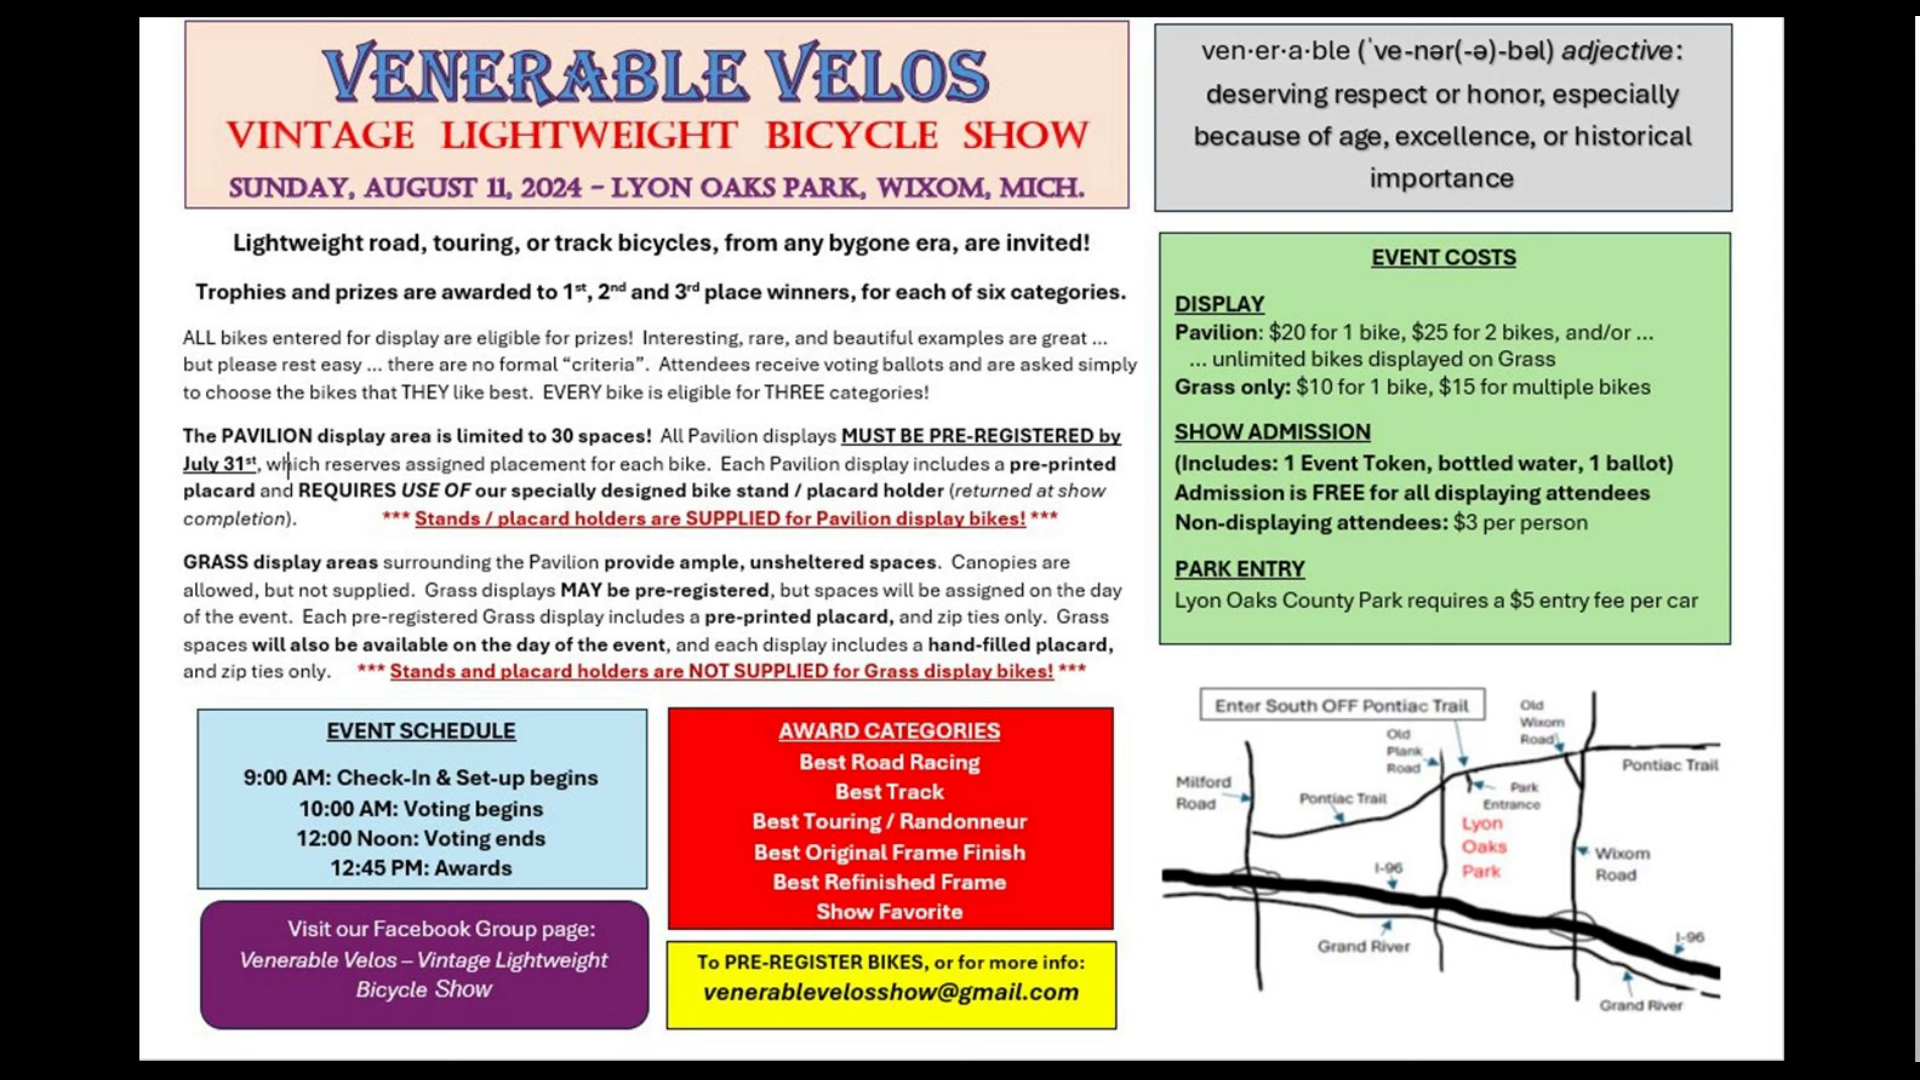 VENERABLE VELOS
VINTAGE LIGHTWEIGHT BICYCLE SHOW
SUNDAY, AUGUST 11, 2024 – LYON OAKS PARK, WIXOM, MICH.
ven·er·a·ble (ˈve-nər(-ə)-bəl) adjective:
deserving respect or honor, especially
because of age, excellence, or historical
importance
Lightweight road, touring, or track bicycles, from any bygone era, are invited!
Trophies and prizes are awarded to 1st, 2nd and 3rd place winners, for each of six categories.
ALL bikes entered for display are eligible for prizes! Interesting, rare, and beautiful examples are great ...
but please rest easy ... there are no formal “criteria”. Attendees receive voting ballots and are asked simply
to choose the bikes that THEY like best. EVERY bike is eligible for THREE categories!
The PAVILION display area is limited to 30 spaces! All Pavilion displays MUST BE PRE-REGISTERED by
July 31st, which reserves assigned placement for each bike. Each Pavilion display includes a pre-printed
placard and REQUIRES USE OF our specially designed bike stand / placard holder (returned at show
completion). *** Stands / placard holders are SUPPLIED for Pavilion display bikes! ***
GRASS display areas surrounding the Pavilion provide ample, unsheltered spaces. Canopies are
allowed, but not supplied. Grass displays MAY be pre-registered, but spaces will be assigned on the day
of the event. Each pre-registered Grass display includes a pre-printed placard, and zip ties only. Grass
spaces will also be available on the day of the event, and each display includes a hand-filled placard,
and zip ties only. *** Stands and placard holders are NOT SUPPLIED for Grass display bikes! ***
EVENT COSTS
DISPLAY
Pavilion: $20 for 1 bike, $25 for 2 bikes, and/or ...
... unlimited bikes displayed on Grass
Grass only: $10 for 1 bike, $15 for multiple bikes
SHOW ADMISSION
(Includes: 1 Event Token, bottled water, 1 ballot)
Admission is FREE for all displaying attendees
Non-displaying attendees: $3 per person
PARK ENTRY
Lyon Oaks County Park requires a $5 entry fee per car
EVENT SCHEDULE
9:00 AM: Check-In & Set-up begins
10:00 AM: Voting begins
12:00 Noon: Voting ends
12:45 PM: Awards
Visit our Facebook Group page:
Venerable Velos – Vintage Lightweight
Bicycle Show
AWARD CATEGORIES
Best Road Racing
Best Track
Best Touring / Randonneur
Best Original Frame Finish
Best Refinished Frame
Show Favorite
To PRE-REGISTER BIKES, or for more info:
venerablevelosshow@gmail.com
Enter South OFF Pontiac Trail
Old
Wixom
Road
Old
Plank
Road
Pontiac Trail
Milford
Road
Pontiac Trail
Park
Entrance
Lyon
Oaks
Park
Wixom
Road
I-96
Grand River
I-96
Grand River